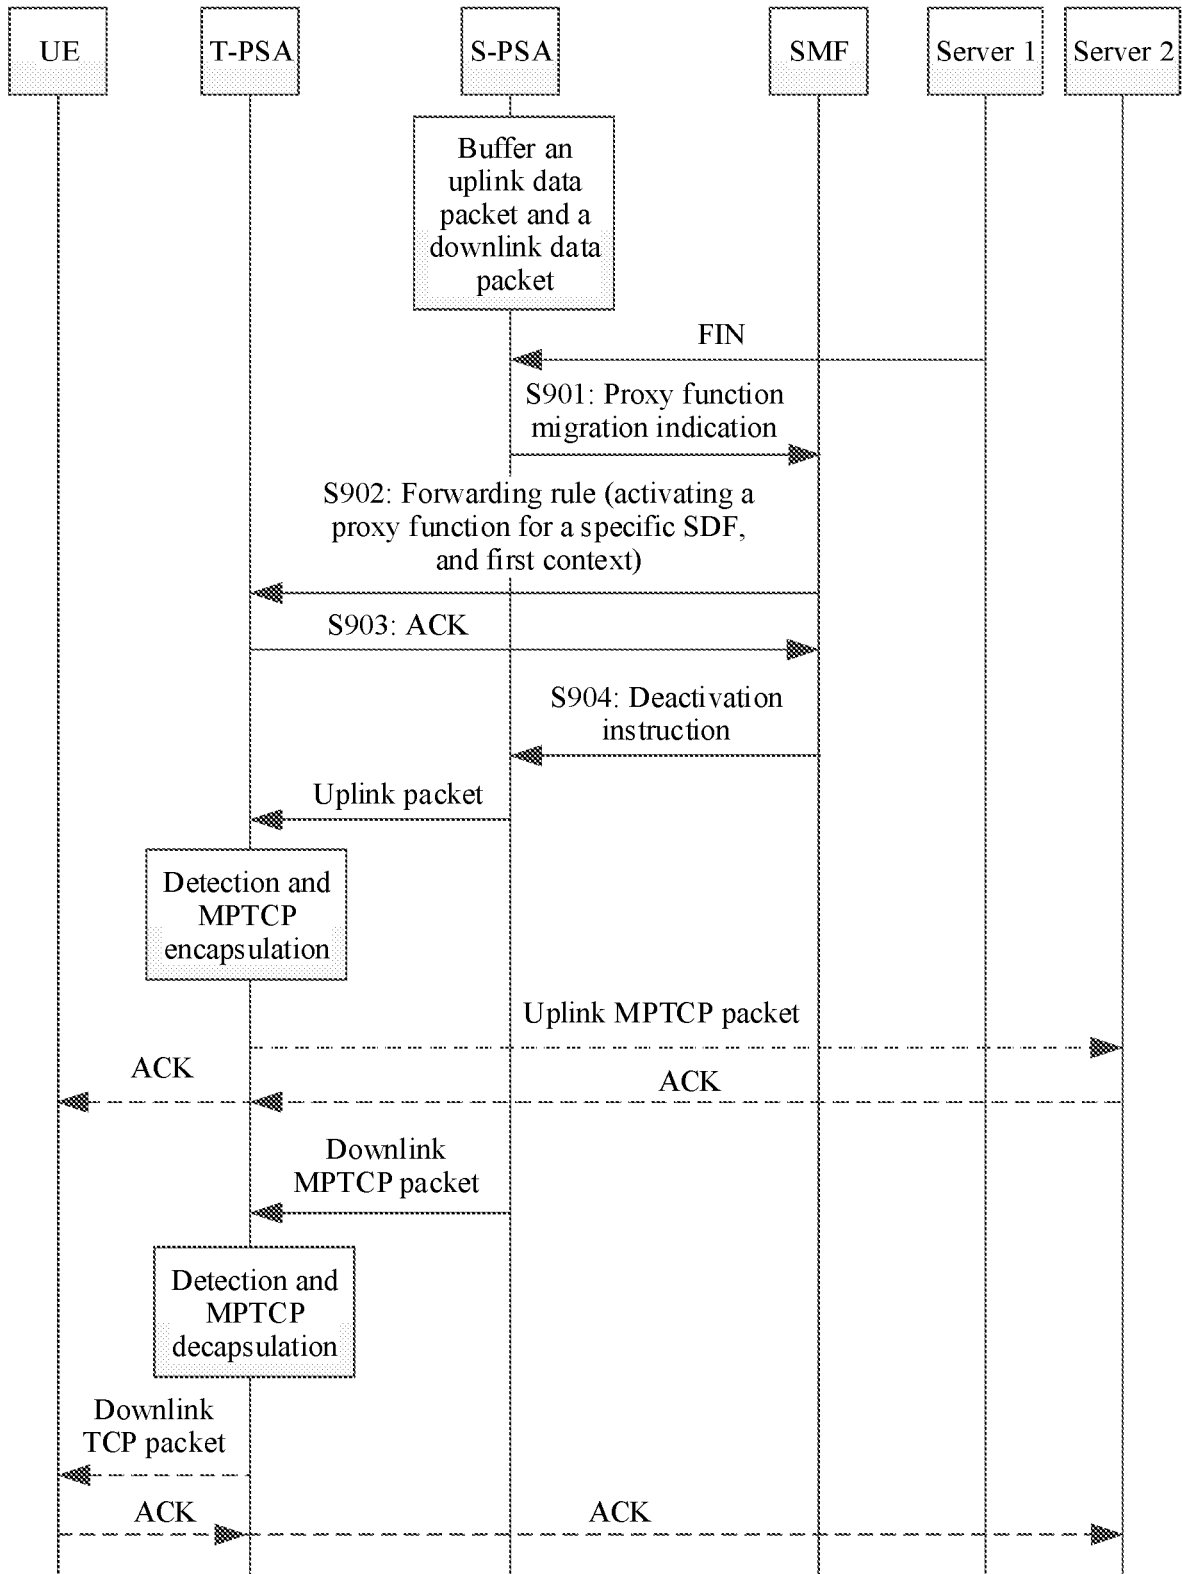 UE
T-PSA
S-PSA
SMF
Server 1
Server 2
Buffer an
uplink data
packet and a
downlink data
packet
FIN
S901: Proxy function
migration indication
S902: Forwarding rule (activating a
proxy function for a specific SDF,
and first context)
S903: ACK
S904: Deactivation
instruction
Uplink packet
Detection and
MPTCP
encapsulation
Uplink MPTCP packet
ACK
ACK
Downlink
MPTCP packet
Detection and
MPTCP
decapsulation
Downlink
TCP packet
ACK
ACK